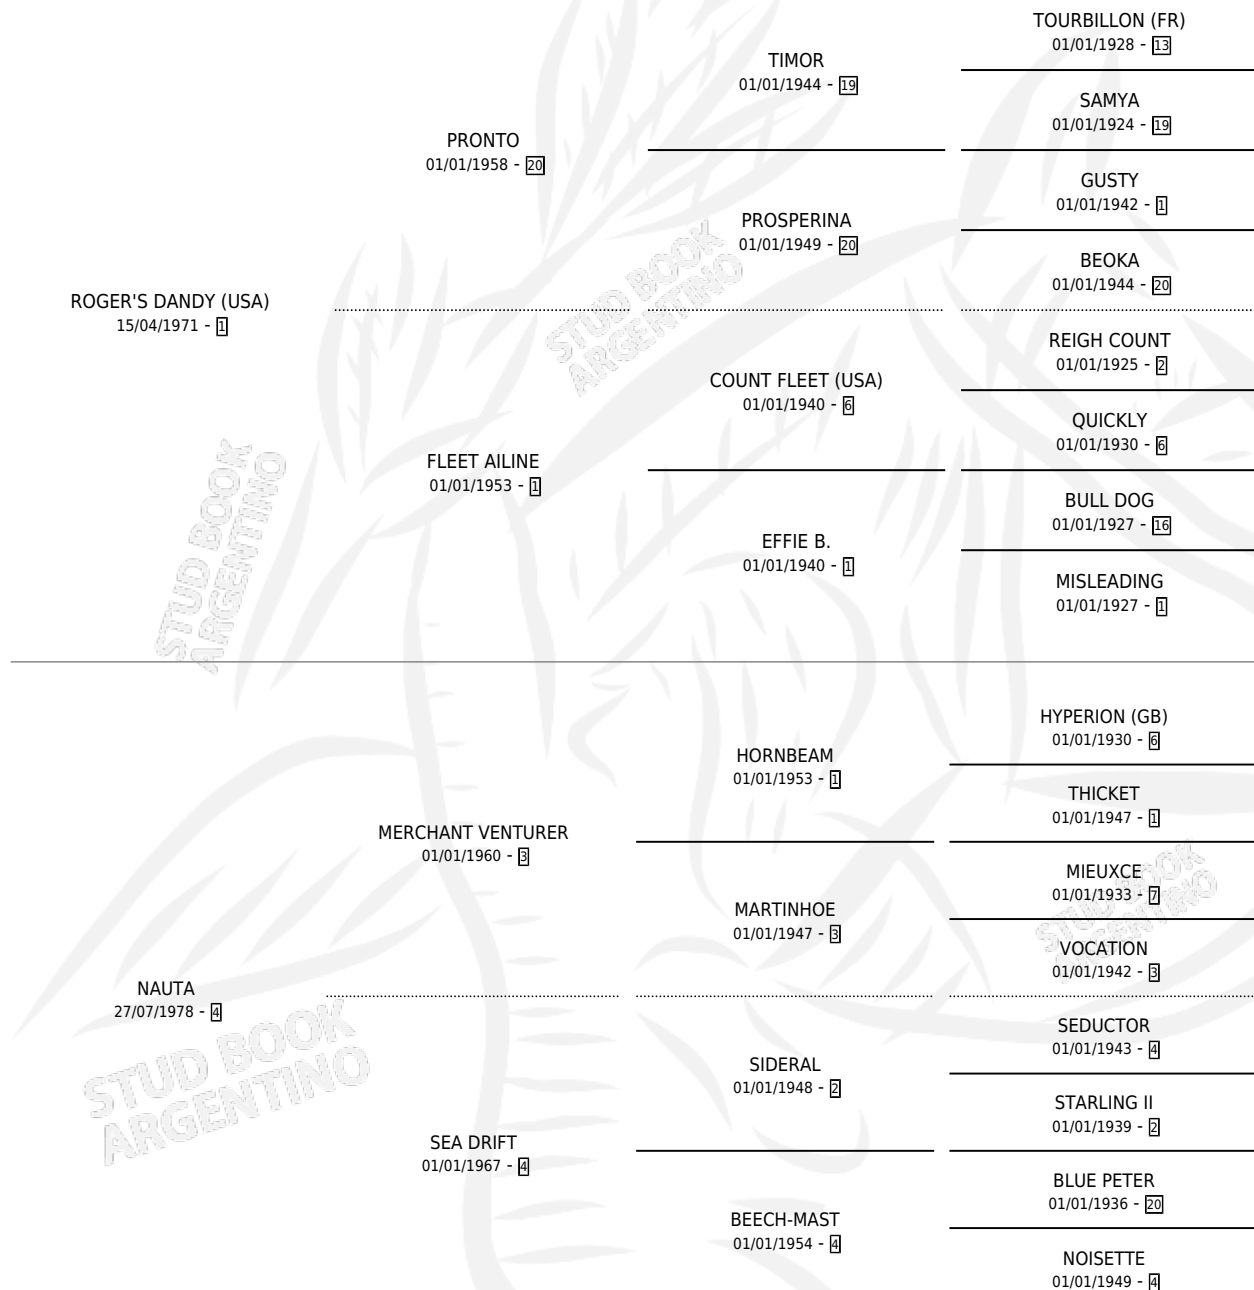 TOURBILLON (FR)
01/01/1928 - 13
TIMOR
01/01/1944 - 19
SAMYA
01/01/1924 - 19
PRONTO
01/01/1958 - 20
GUSTY
01/01/1942 - 1
PROSPERINA
01/01/1949 - 20
BEOKA
01/01/1944 - 20
ROGER'S DANDY (USA)
15/04/1971 - 1
REIGH COUNT
01/01/1925 - 2
COUNT FLEET (USA)
01/01/1940 - 6
QUICKLY
01/01/1930 - 6
FLEET AILINE
01/01/1953 - 1
BULL DOG
01/01/1927 - 16
EFFIE B.
01/01/1940 - 1
MISLEADING
01/01/1927 - 1
HYPERION (GB)
01/01/1930 - 6
HORNBEAM
01/01/1953 - 1
THICKET
01/01/1947 - 1
MERCHANT VENTURER
01/01/1960 - 3
MIEUXCE
01/01/1933 - 7
MARTINHOE
01/01/1947 - 3
VOCATION
01/01/1942 - 3
NAUTA
27/07/1978 - 4
SEDUCTOR
01/01/1943 - 4
SIDERAL
01/01/1948 - 2
STARLING II
01/01/1939 - 2
SEA DRIFT
01/01/1967 - 4
BLUE PETER
01/01/1936 - 20
BEECH-MAST
01/01/1954 - 4
NOISETTE
01/01/1949 - 4
STUD BOOK
ARGENTINO
STUD BOOK
ARGENTINO
STUD BOOK
ARGENTINO
STUD BOOK
ARGENTINO